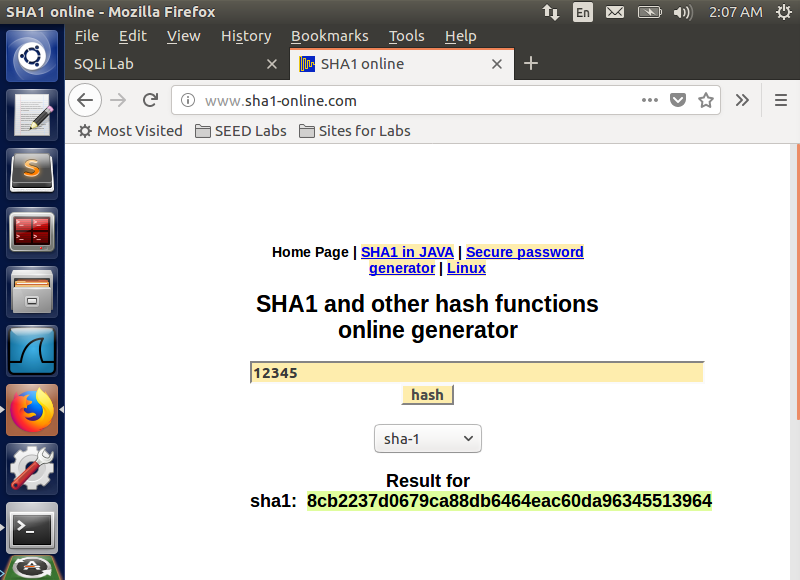 SHA1 online - Mozilla Firefox En 2:07 AM
File Edit View History Bookmarks Tools Help
SQLi Lab SHA1 online
www.sha1-online.com
Most Visited SEED Labs Sites for Labs
Home Page | SHA1 in JAVA | Secure password
generator | Linux
SHA1 and other hash functions
online generator
12345
hash
sha-1
Result for
sha1: 8cb2237d0679ca88db6464eac60da96345513964